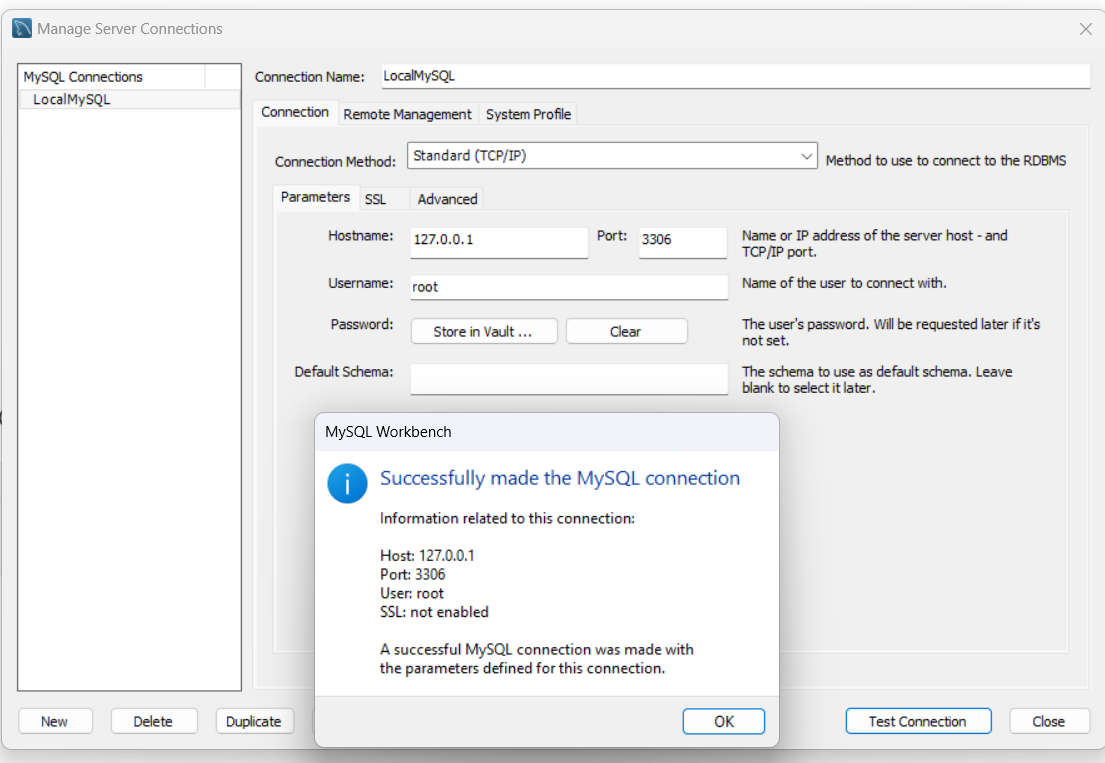 Manage Server Connections
MySQL Connections
LocalMySQL
Connection Name:
LocalMySQL
Connection
Remote Management
System Profile
Connection Method:
Standard (TCP/IP)
Method to use to connect to the RDBMS
Parameters
SSL
Advanced
Hostname:
127.0.0.1
Port:
3306
Name or IP address of the server host - and
TCP/IP port.
Username:
root
Name of the user to connect with.
Password:
Store in Vault ...
Clear
The user's password. Will be requested later if it's
not set.
Default Schema:
The schema to use as default schema. Leave
blank to select it later.
MySQL Workbench
Successfully made the MySQL connection
Information related to this connection:
Host: 127.0.0.1
Port: 3306
User: root
SSL: not enabled
A successful MySQL connection was made with
the parameters defined for this connection.
OK
New
Delete
Duplicate
Test Connection
Close